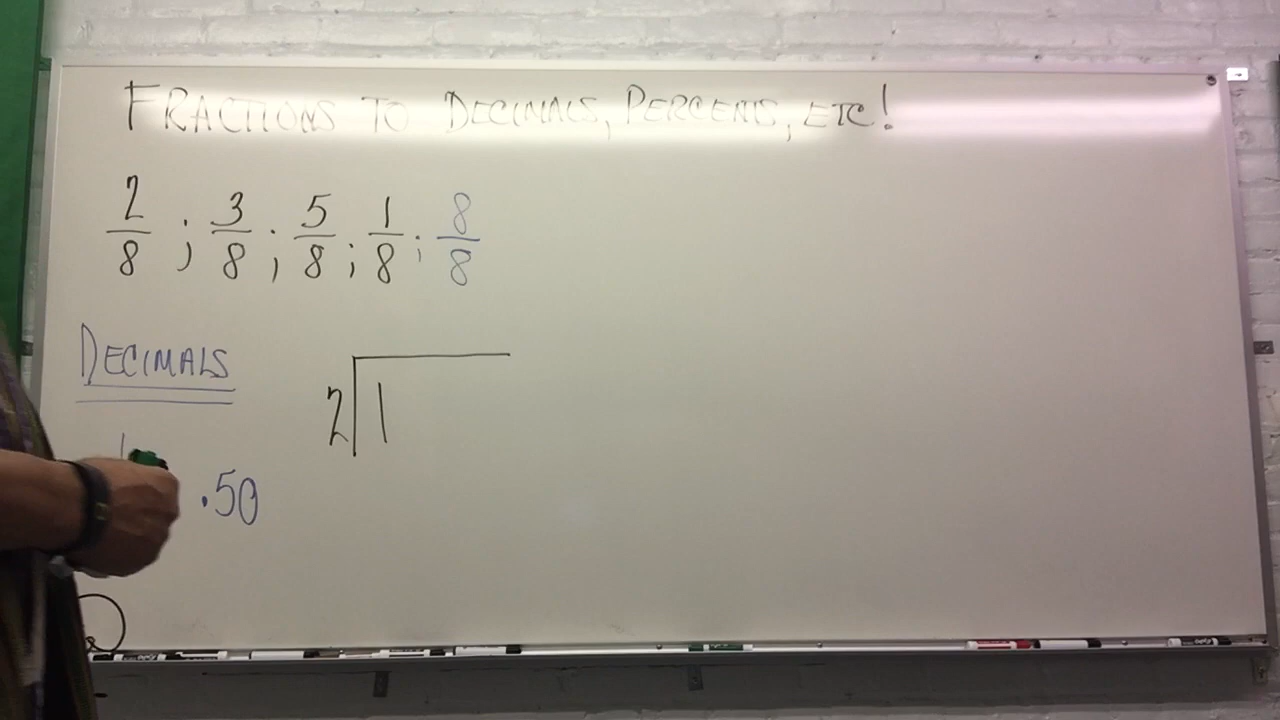 FRACTIONS TO DECIMALS, PERCENTS, ETC!
2/8 ; 3/8 ; 5/8 ; 1/8 ; 8/8
DECIMALS
2 1
.50